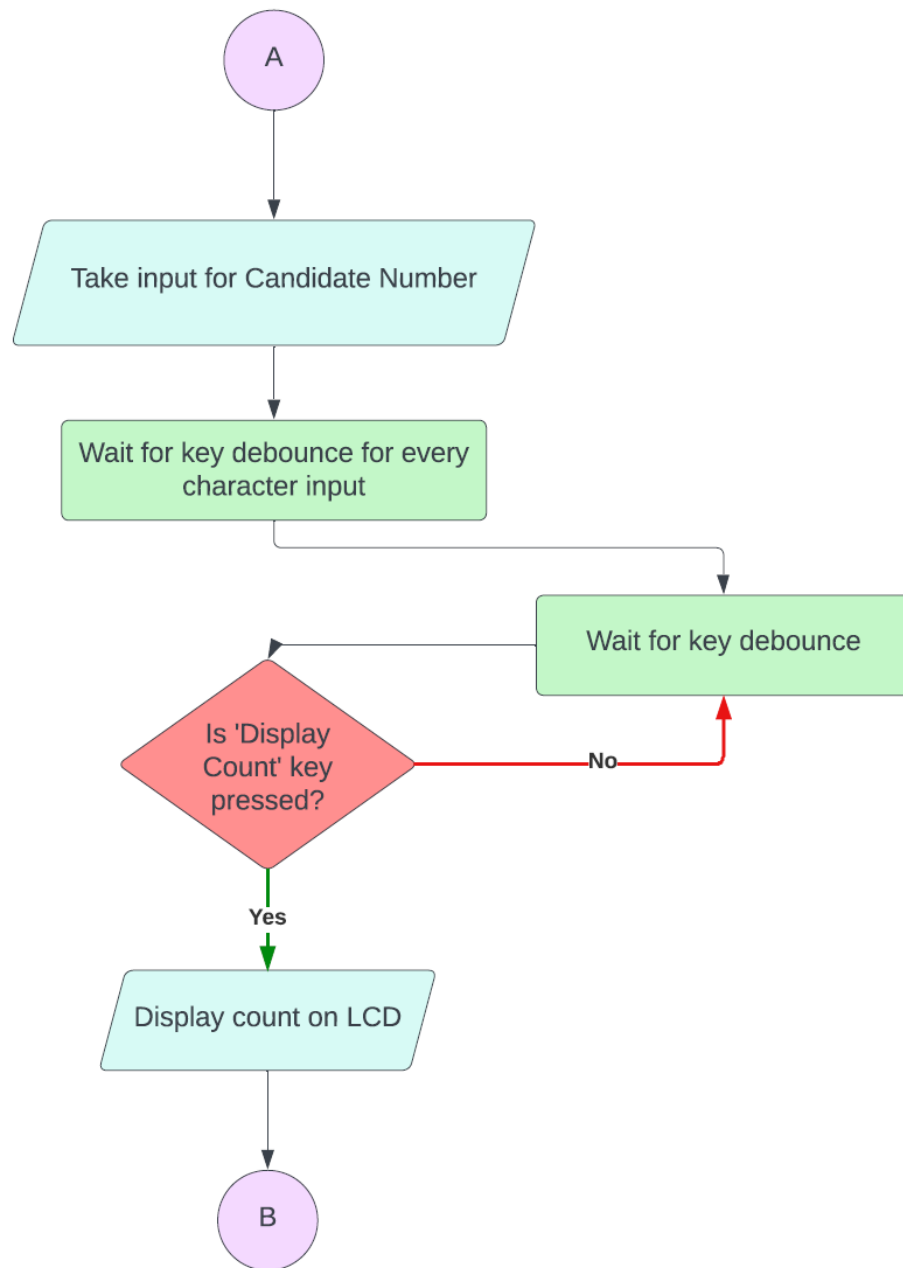 A
Take input for Candidate Number
Wait for key debounce for every
character input
Wait for key debounce
Is 'Display
Count' key
pressed?
No
Yes
Display count on LCD
B